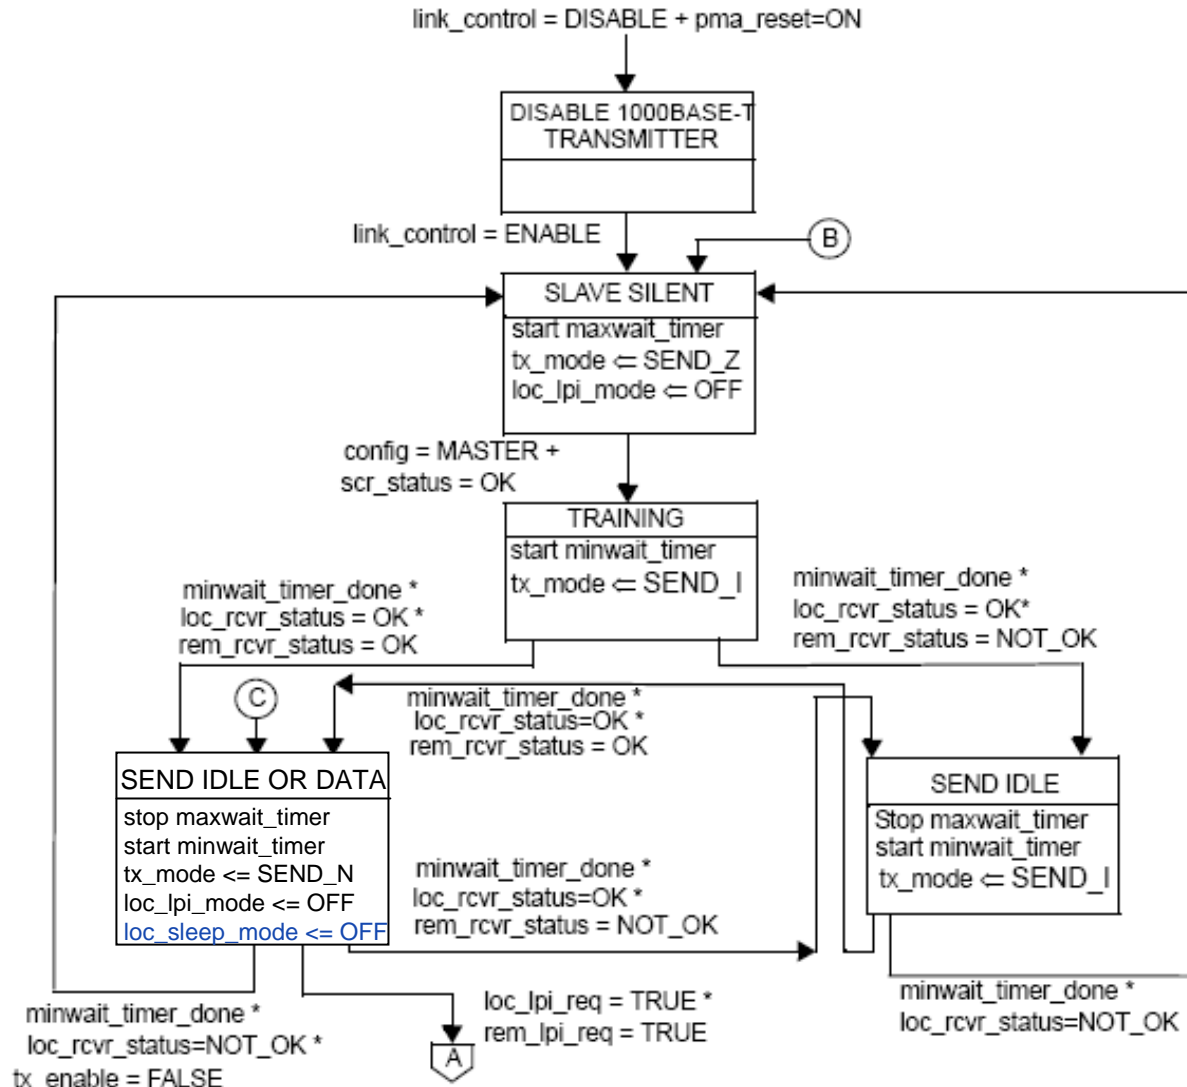 link_control = DISABLE + pma_reset=ON
DISABLE 1000BASE-T
TRANSMITTER
link_control = ENABLE
B
SLAVE SILENT
start maxwait_timer
tx_mode ⇐ SEND_Z
loc_lpi_mode ⇐ OFF
config = MASTER +
scr_status = OK
TRAINING
start minwait_timer
tx_mode ⇐ SEND_I
minwait_timer_done *
loc_rcvr_status = OK *
rem_rcvr_status = OK
minwait_timer_done *
loc_rcvr_status = OK*
rem_rcvr_status = NOT_OK
C
minwait_timer_done *
loc_rcvr_status=OK *
rem_rcvr_status = OK
SEND IDLE OR DATA
stop maxwait_timer
start minwait_timer
tx_mode <= SEND_N
loc_lpi_mode <= OFF
loc_sleep_mode <= OFF
SEND IDLE
Stop maxwait_timer
start minwait_timer
tx_mode ⇐ SEND_I
minwait_timer_done *
loc_rcvr_status=OK *
rem_rcvr_status = NOT_OK
minwait_timer_done *
loc_rcvr_status=NOT_OK *
tx_enable = FALSE
loc_lpi_req = TRUE *
rem_lpi_req = TRUE
A
minwait_timer_done *
loc_rcvr_status=NOT_OK